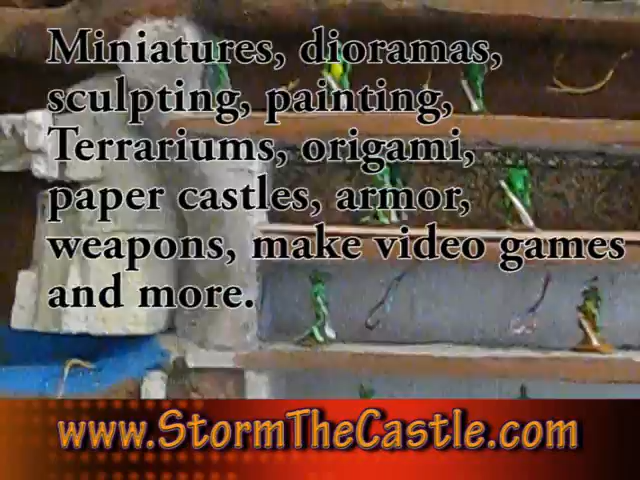 Miniatures, dioramas,
sculpting, painting,
Terrariums, origami,
paper castles, armor,
weapons, make video games
and more.
www.StormTheCastle.com